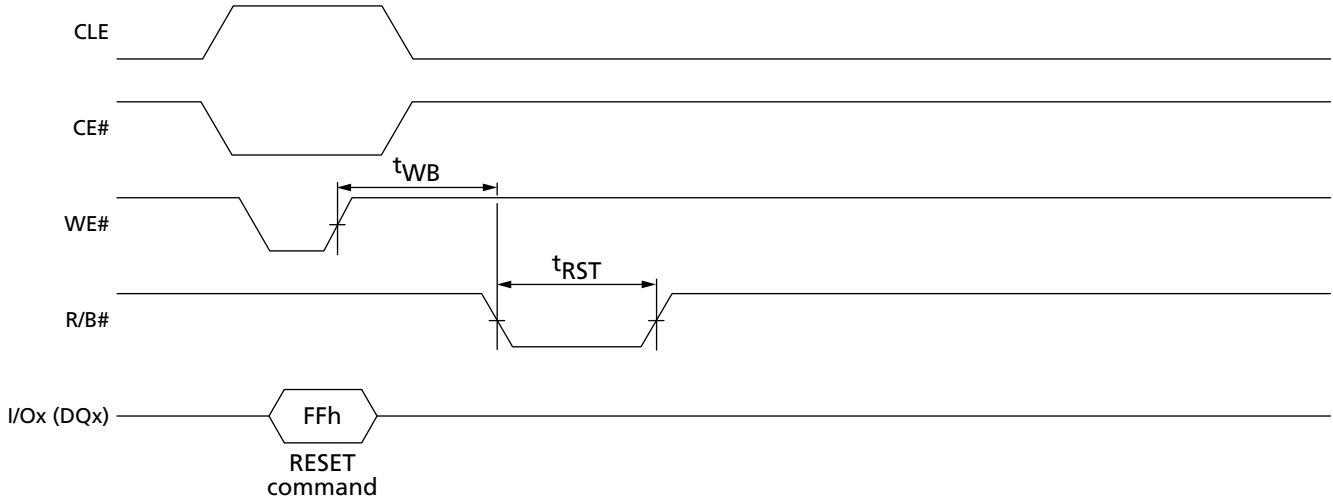 CLE
CE#
tWB
WE#
tRST
R/B#
I/Ox (DQx)
FFh
RESET
command